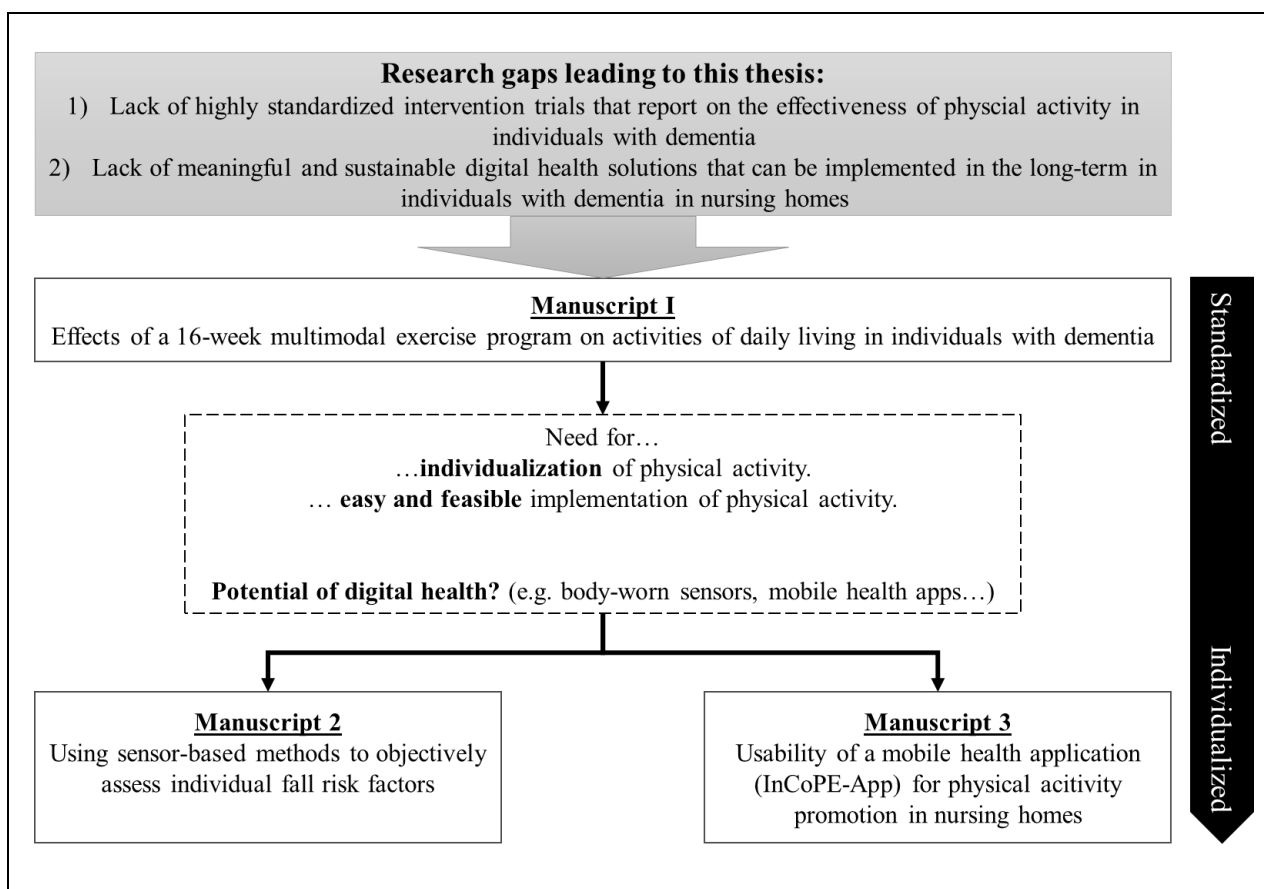 Research gaps leading to this thesis:
1) Lack of highly standardized intervention trials that report on the effectiveness of physcial activity in
individuals with dementia
2) Lack of meaningful and sustainable digital health solutions that can be implemented in the long-term in
individuals with dementia in nursing homes
Manuscript I
Effects of a 16-week multimodal exercise program on activities of daily living in individuals with dementia
Standardized
Need for…
…individualization of physical activity.
… easy and feasible implementation of physical activity.
Potential of digital health? (e.g. body-worn sensors, mobile health apps…)
Individualized
Manuscript 2
Using sensor-based methods to objectively
assess individual fall risk factors
Manuscript 3
Usability of a mobile health application
(InCoPE-App) for physical acitivity
promotion in nursing homes